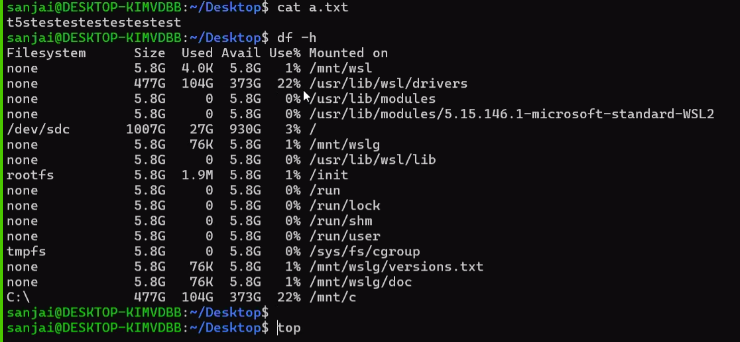 sanjai@DESKTOP-KIMVDBB:~/Desktop$ cat a.txt
t5stestestestestestest
sanjai@DESKTOP-KIMVDBB:~/Desktop$ df -h
Filesystem Size Used Avail Use% Mounted on
none 5.8G 4.0K 5.8G 1% /mnt/wsl
none 477G 104G 373G 22% /usr/lib/wsl/drivers
none 5.8G 0 5.8G 0% /usr/lib/modules
none 5.8G 0 5.8G 0% /usr/lib/modules/5.15.146.1-microsoft-standard-WSL2
/dev/sdc 1007G 27G 930G 3% /
none 5.8G 76K 5.8G 1% /mnt/wslg
none 5.8G 0 5.8G 0% /usr/lib/wsl/lib
rootfs 5.8G 1.9M 5.8G 1% /init
none 5.8G 0 5.8G 0% /run
none 5.8G 0 5.8G 0% /run/lock
none 5.8G 0 5.8G 0% /run/shm
none 5.8G 0 5.8G 0% /run/user
tmpfs 5.8G 0 5.8G 0% /sys/fs/cgroup
none 5.8G 76K 5.8G 1% /mnt/wslg/versions.txt
none 5.8G 76K 5.8G 1% /mnt/wslg/doc
C:\ 477G 104G 373G 22% /mnt/c
sanjai@DESKTOP-KIMVDBB:~/Desktop$
sanjai@DESKTOP-KIMVDBB:~/Desktop$ top